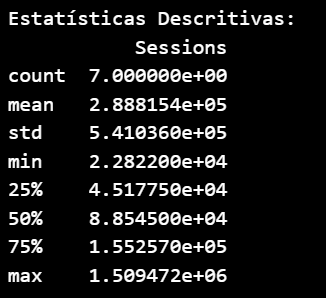 Estatísticas Descritivas:
Sessions
count 7.000000e+00
mean 2.888154e+05
std 5.410360e+05
min 2.282200e+04
25% 4.517750e+04
50% 8.854500e+04
75% 1.552570e+05
max 1.509472e+06